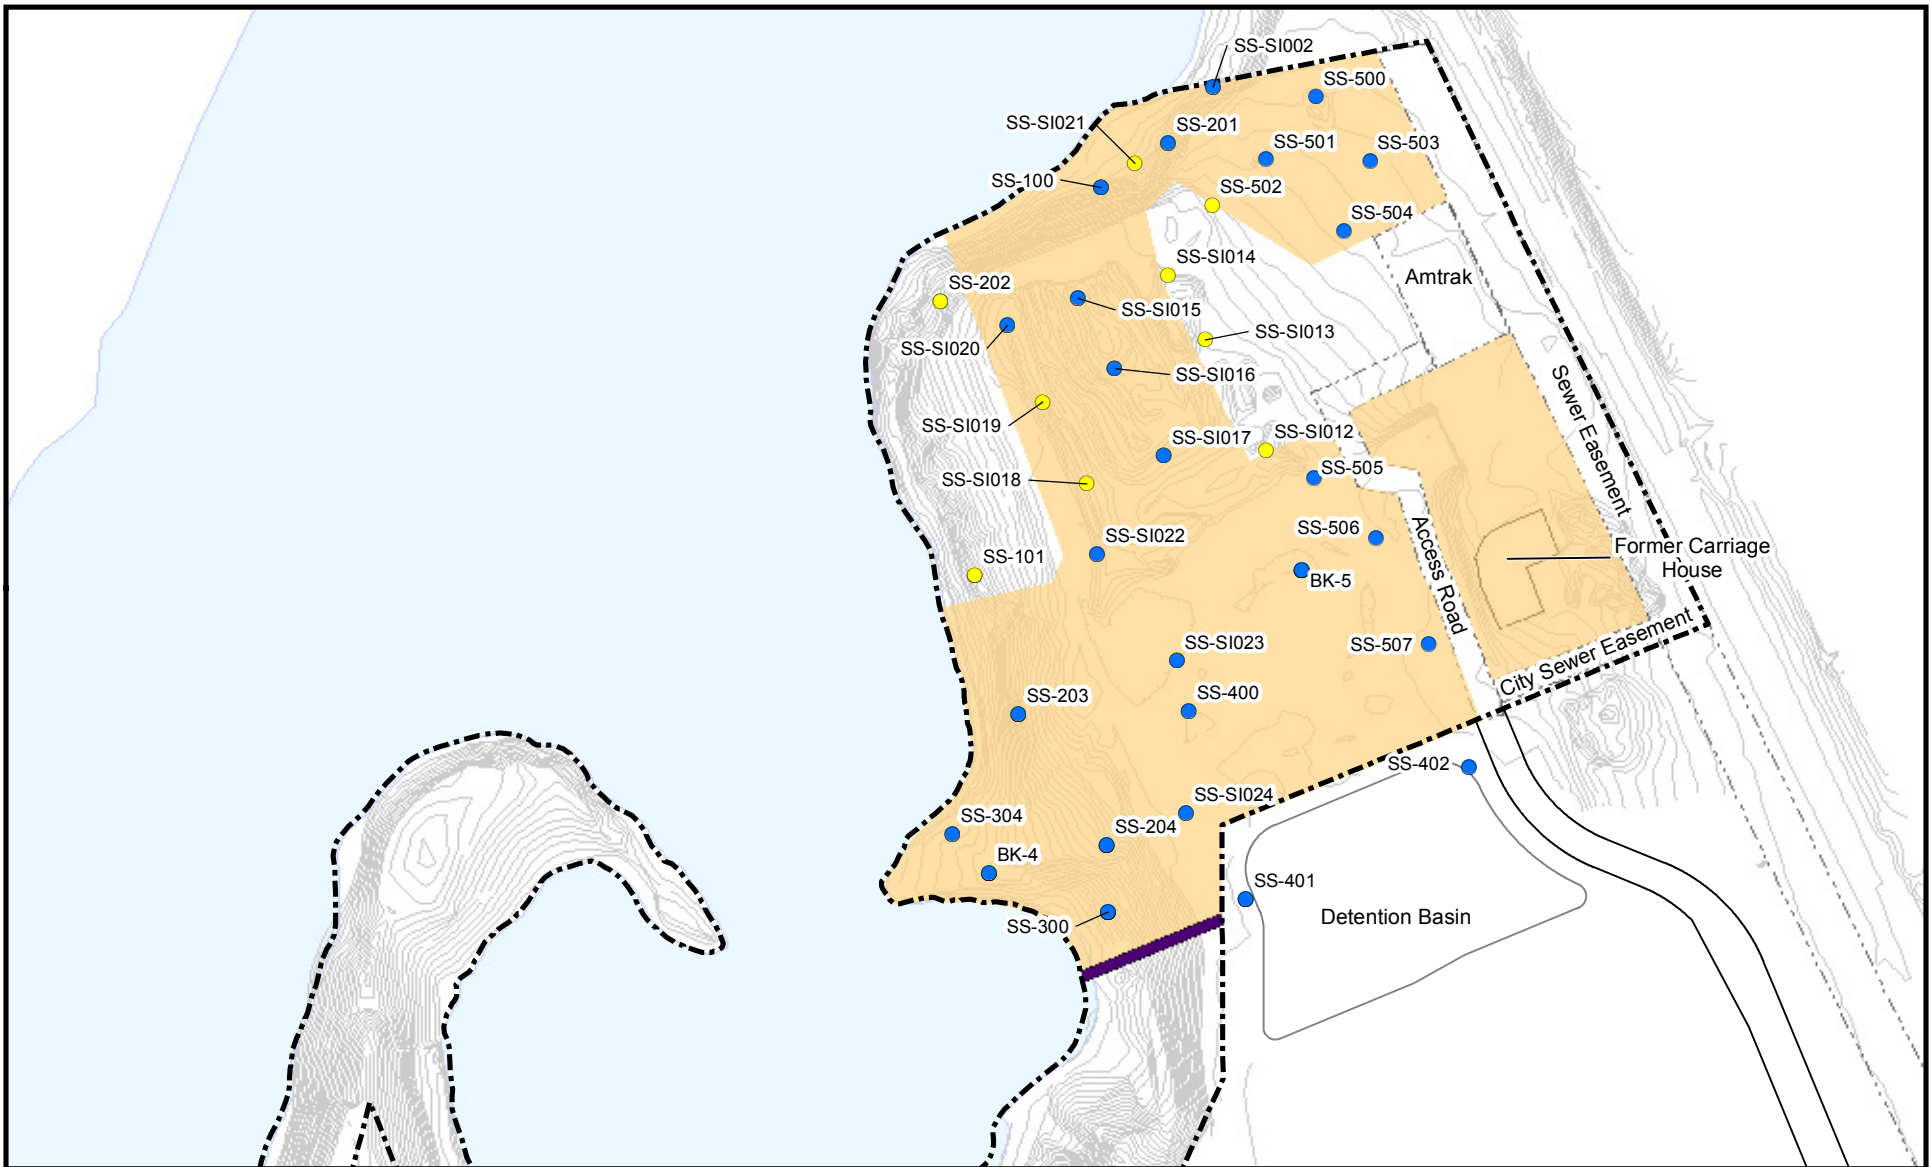 SS-SI002
SS-500
SS-SI021
SS-201
SS-501
SS-503
SS-100
SS-502
SS-504
SS-SI014
Amtrak
SS-202
SS-SI015
SS-SI013
SS-SI020
SS-SI016
Sewer Easement
SS-SI019
SS-SI017
SS-SI012
SS-505
SS-SI018
Access Road
SS-506
SS-SI022
Former Carriage
House
SS-101
BK-5
SS-SI023
SS-507
City Sewer Easement
SS-203
SS-400
SS-402
SS-SI024
SS-304
SS-204
BK-4
SS-401
SS-300
Detention Basin